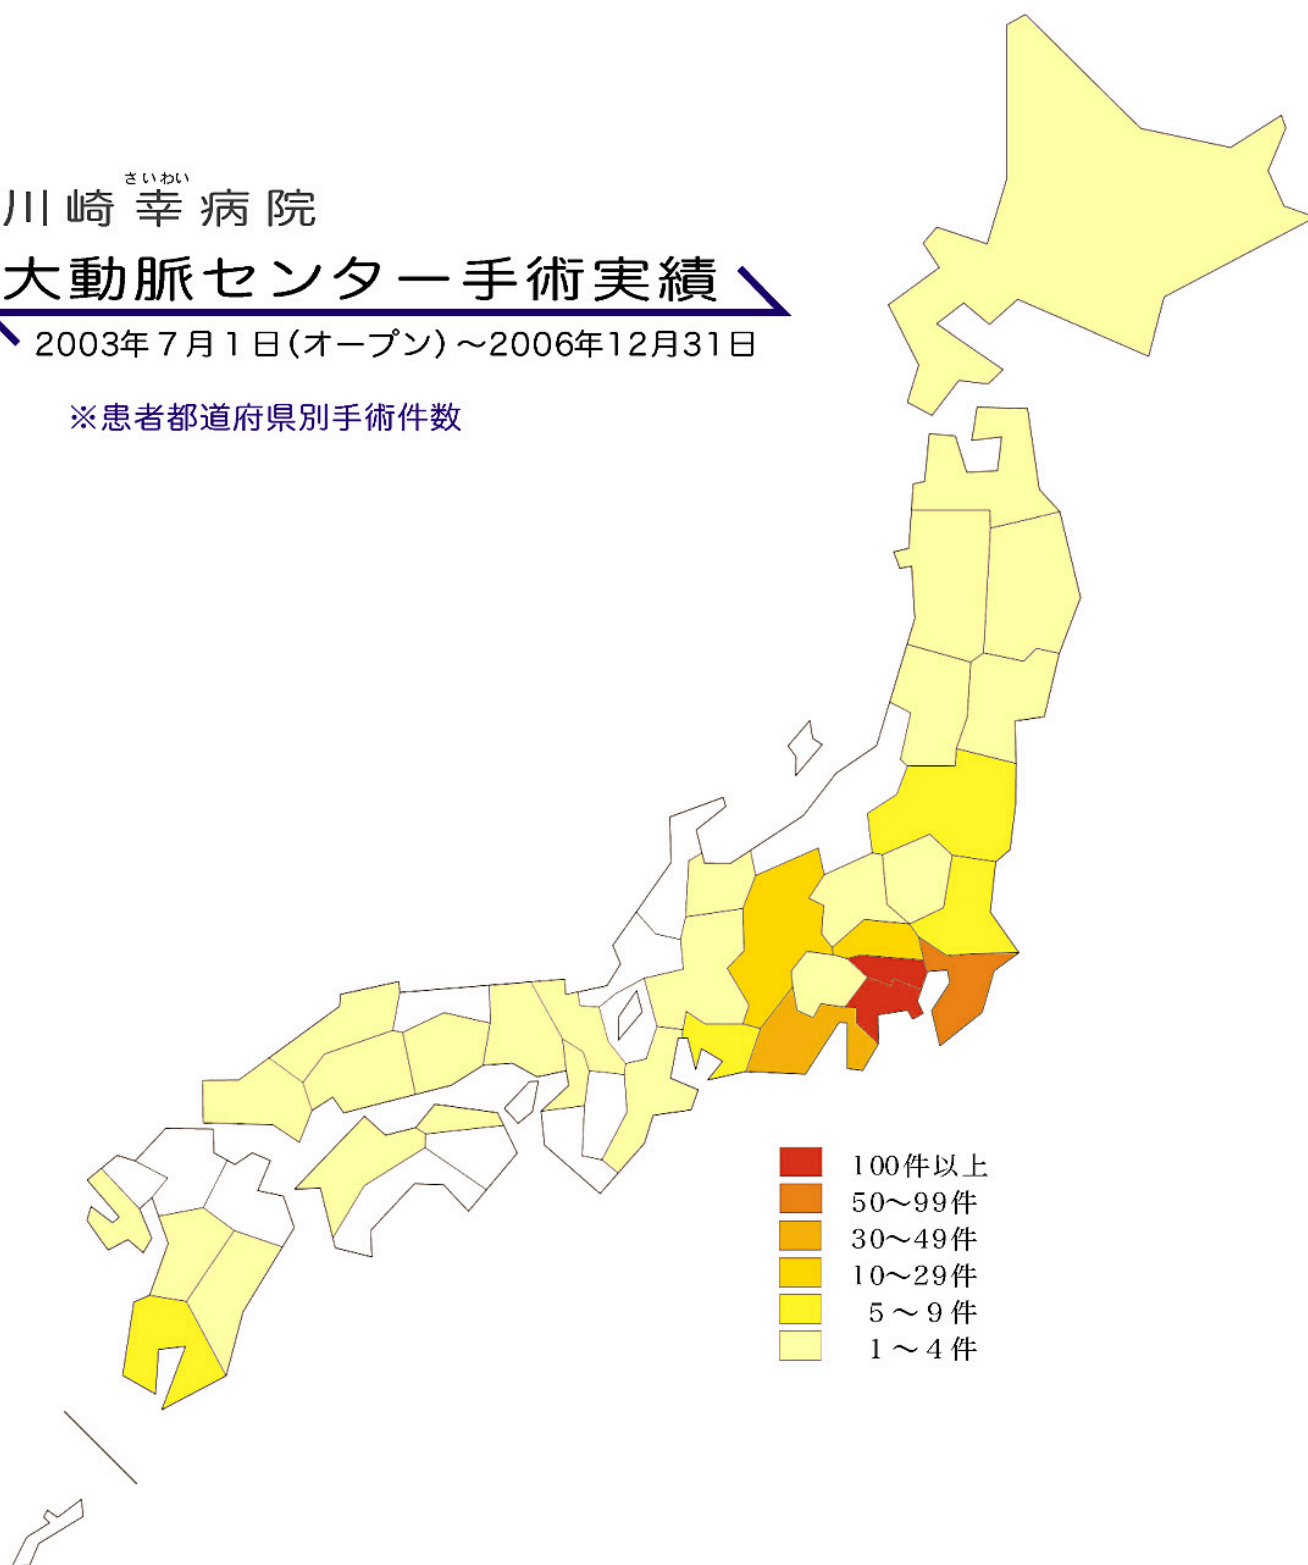 さいわい
川崎幸病院
大動脈センター手術実績
2003年7月1日(オープン)～2006年12月31日
※患者都道府県別手術件数
100件以上
50～99件
30～49件
10～29件
5～9件
1～4件